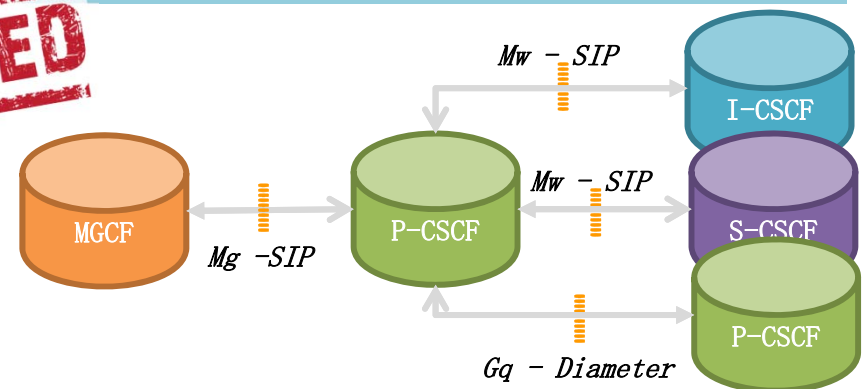 ED
Mw - SIP
I-CSCF
MGCF
Mg -SIP
P-CSCF
Mw - SIP
S-CSCF
P-CSCF
Gq - Diameter